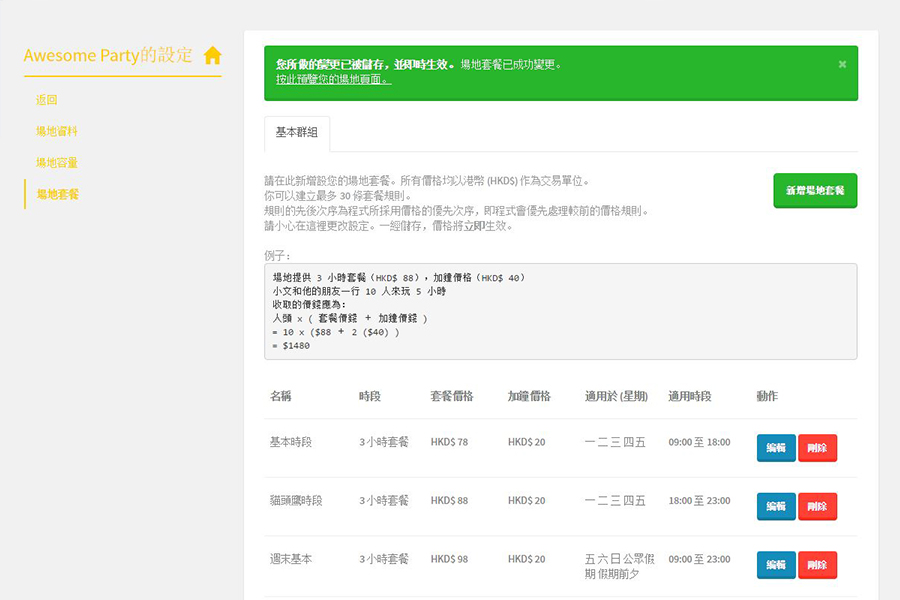 Awesome Party的設定
返回
場地資料
場地容量
場地套餐
您所做的變更已被儲存，並即時生效。場地套餐已成功變更。
按此預覽您的場地頁面。
×
基本群組
請在此新增設您的場地套餐。所有價格均以港幣 (HKD$) 作為交易單位。
你可以建立最多 30 條套餐規則。
規則的先後次序為程式所採用價格的優先次序，即程式會優先處理較前的價格規則。
請小心在這裡更改設定。一經儲存，價格將立即生效。
新增場地套餐
例子：
場地提供 3 小時套餐（HKD$ 88），加鐘價格（HKD$ 40）
小文和他的朋友一行 10 人來玩 5 小時
收取的價錢應為：
人頭 x ( 套餐價錢 + 加鐘價錢 )
= 10 x ($88 + 2 ($40) )
= $1480
名稱 時段 套餐價格 加鐘價格 適用於 (星期) 適用時段 動作
基本時段 3 小時套餐 HKD$ 78 HKD$ 20 一 二 三 四 五 09:00 至 18:00 編輯 刪除
貓頭鷹時段 3 小時套餐 HKD$ 88 HKD$ 20 一 二 三 四 五 18:00 至 23:00 編輯 刪除
週末基本 3 小時套餐 HKD$ 98 HKD$ 20 五 六 日 公眾假期 假期前夕 09:00 至 23:00 編輯 刪除